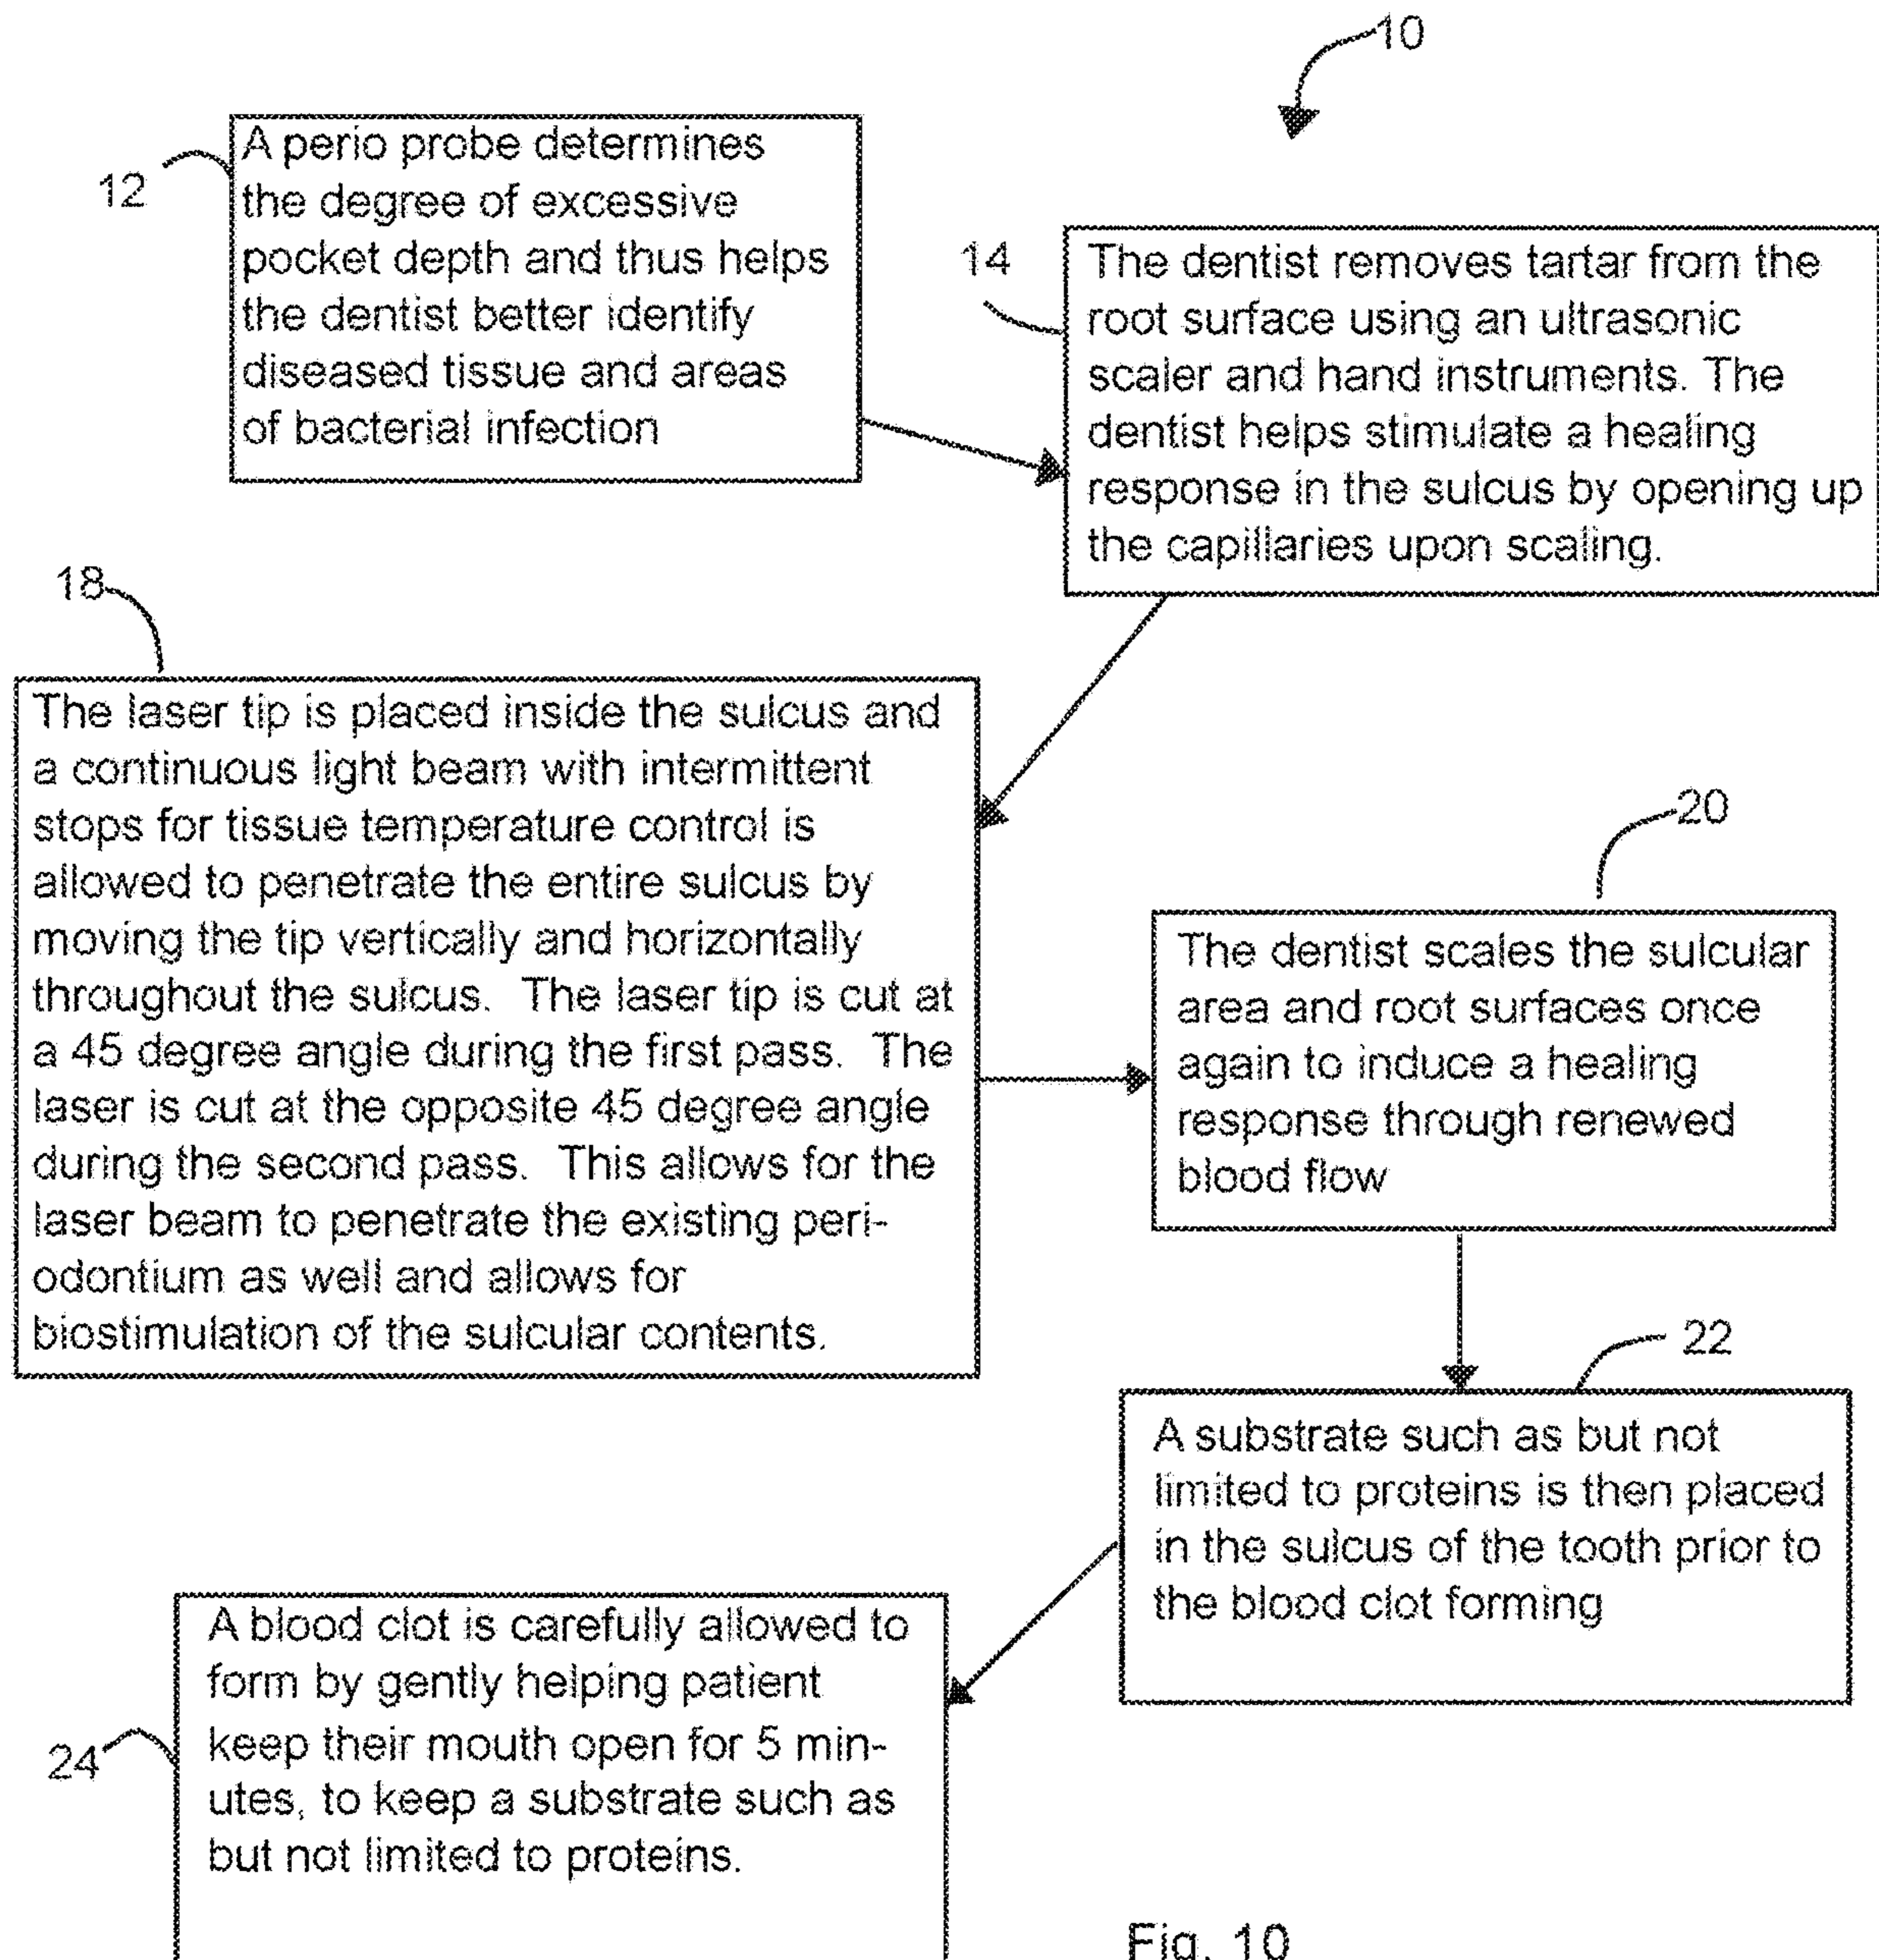 10
12
A perio probe determines
the degree of excessive
pocket depth and thus helps
the dentist better identify
diseased tissue and areas
of bacterial infection
14
The dentist removes tartar from the
root surface using an ultrasonic
scaler and hand instruments. The
dentist helps stimulate a healing
response in the sulcus by opening up
the capillaries upon scaling.
18
The laser tip is placed inside the sulcus and
a continuous light beam with intermittent
stops for tissue temperature control is
allowed to penetrate the entire sulcus by
moving the tip vertically and horizontally
throughout the sulcus. The laser tip is cut at
a 45 degree angle during the first pass. The
laser is cut at the opposite 45 degree angle
during the second pass. This allows for the
laser beam to penetrate the existing peri-
odontium as well and allows for
biostimulation of the sulcular contents.
20
The dentist scales the sulcular
area and root surfaces once
again to induce a healing
response through renewed
blood flow
22
A substrate such as but not
limited to proteins is then placed
in the sulcus of the tooth prior to
the blood clot forming
24
A blood clot is carefully allowed to
form by gently helping patient
keep their mouth open for 5 min-
utes, to keep a substrate such as
but not limited to proteins.
Fig. 10